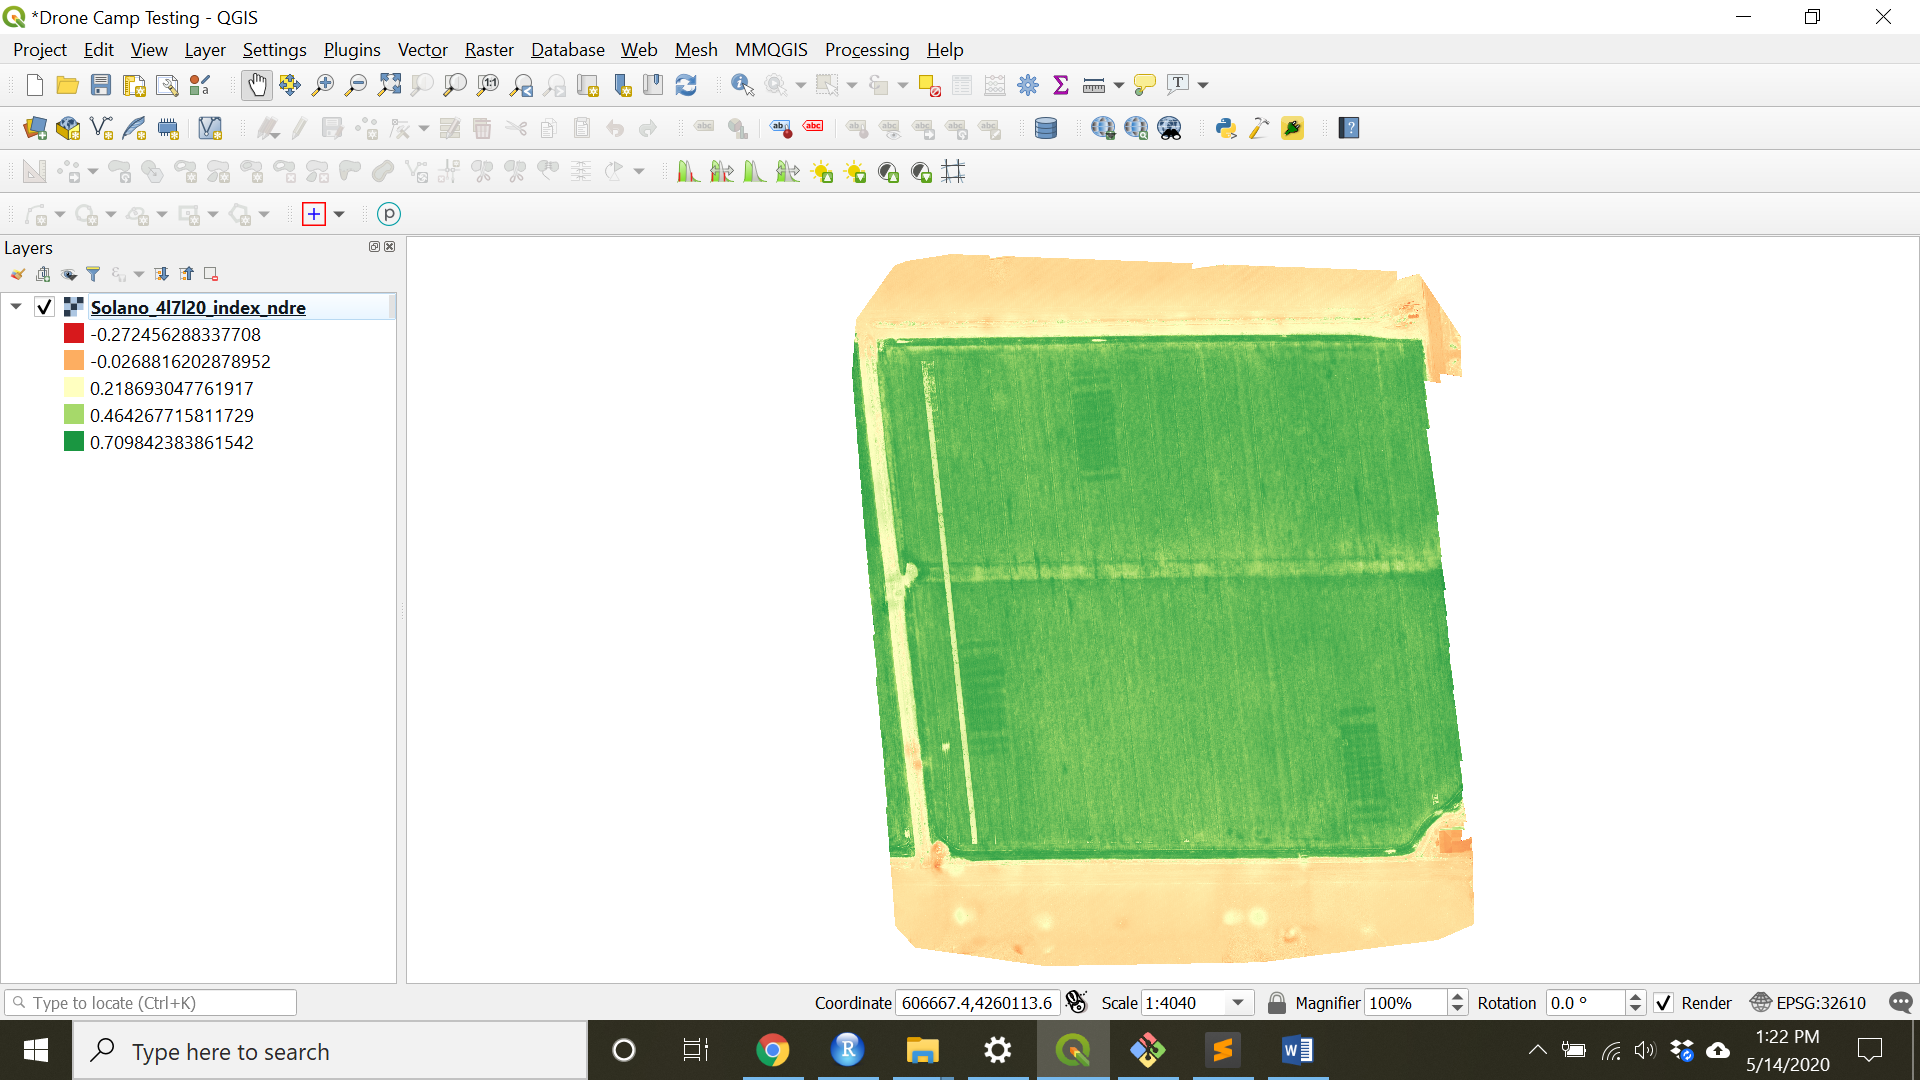 *Drone Camp Testing - QGIS
Project Edit View Layer Settings Plugins Vector Raster Database Web Mesh MMQGIS Processing Help
Layers
Solano_4l7l20_index_ndre
-0.272456288337708
-0.0268816202878952
0.218693047761917
0.464267715811729
0.709842383861542
Type to locate (Ctrl+K)
Coordinate 606667.4,4260113.6 Scale 1:4040 Magnifier 100% Rotation 0.0 ° Render EPSG:32610
Type here to search
1:22 PM
5/14/2020